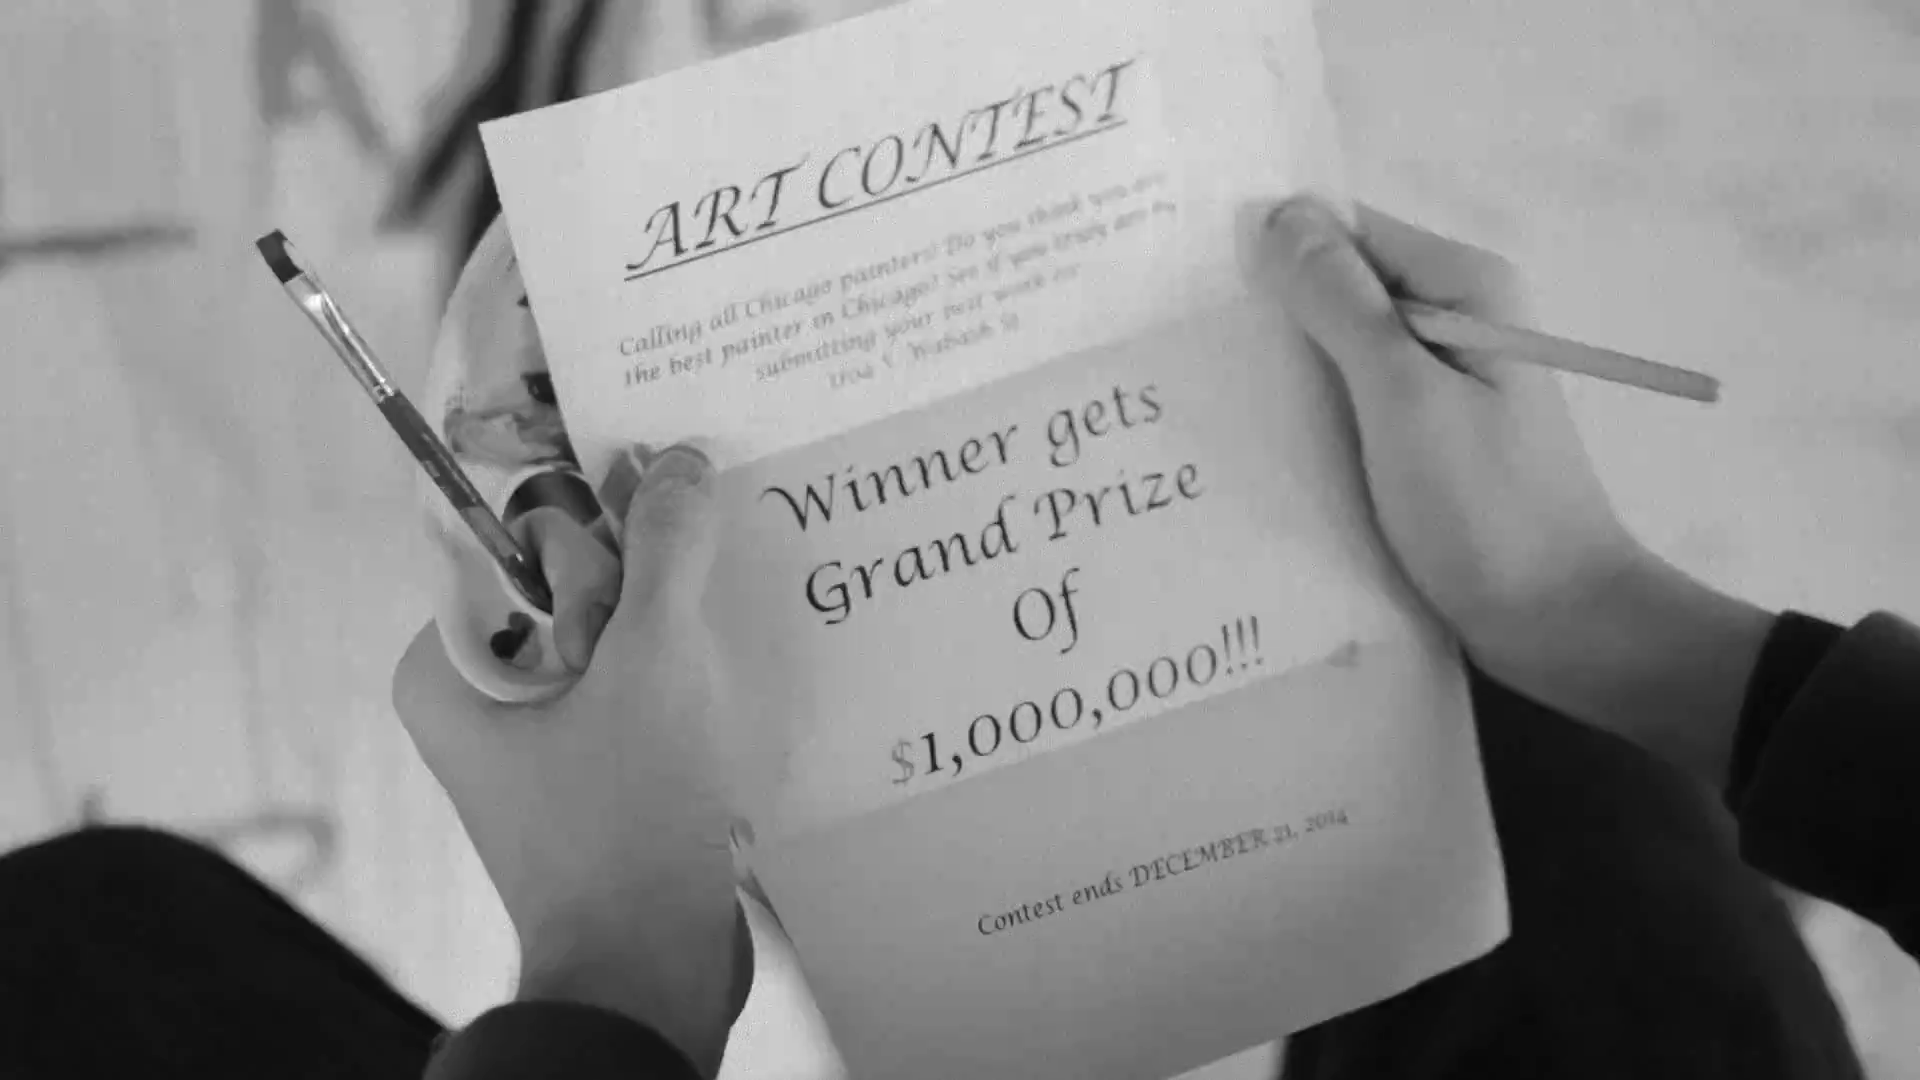 ART CONTEST
Calling all Chicago painters! Do you think you are
the best painter in Chicago? See if you truly are by
submitting your best work to:
Wabash St
Winner gets
Grand Prize
Of
$1,000,000!!!
Contest ends DECEMBER 21, 2014